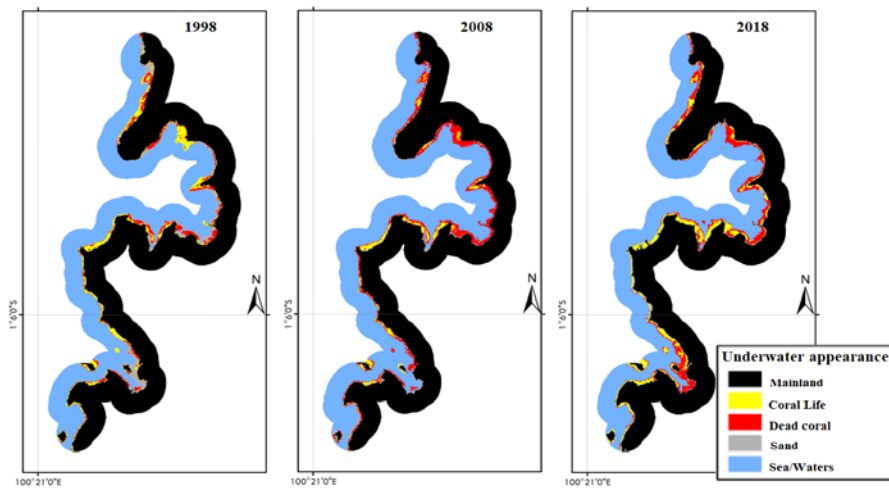 1998
2008
2018
N
N
N
1°6'0"S
1°6'0"S
1°6'0"S
Underwater appearance
Mainland
Coral Life
Dead coral
Sand
Sea/Waters
100°21'0"E
100°21'0"E
100°21'0"E